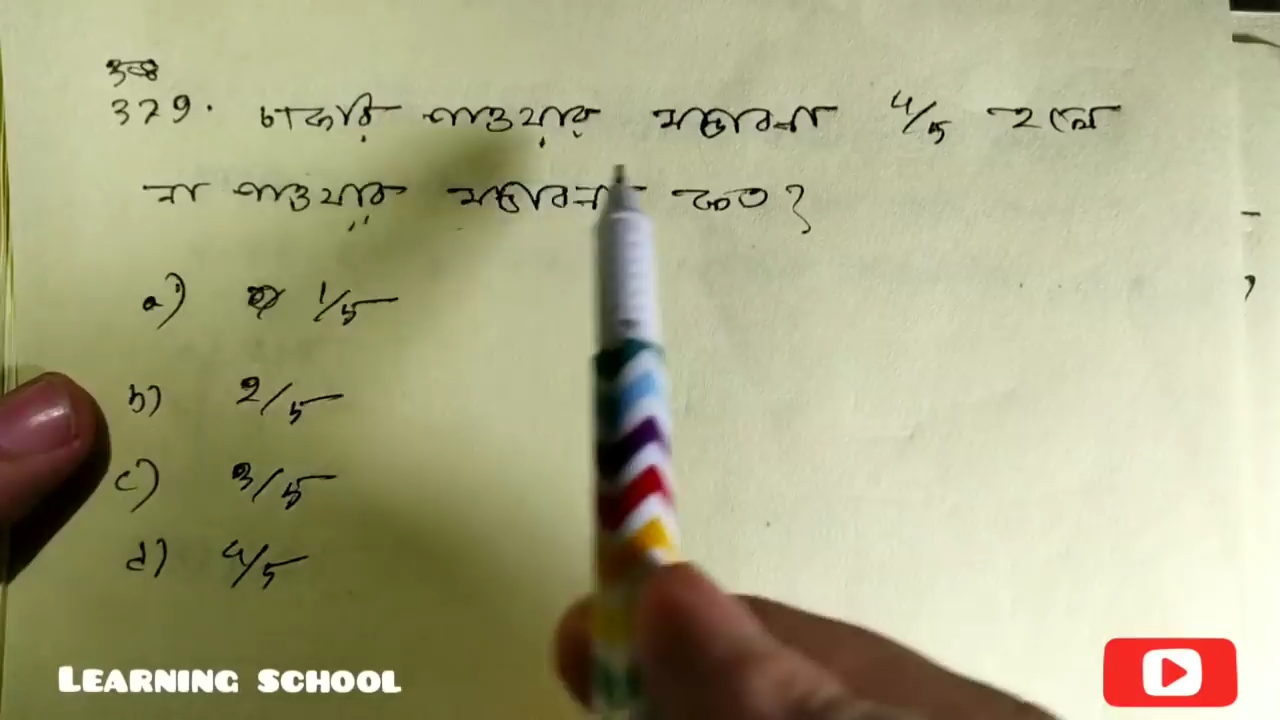 379. চাকরি পাওয়ার সম্ভাবনা 4/5 হলে
না পাওয়ার সম্ভাবনা কত?
a) 1/5
b) 2/5
c) 3/5
d) 4/5
LEARNING SCHOOL